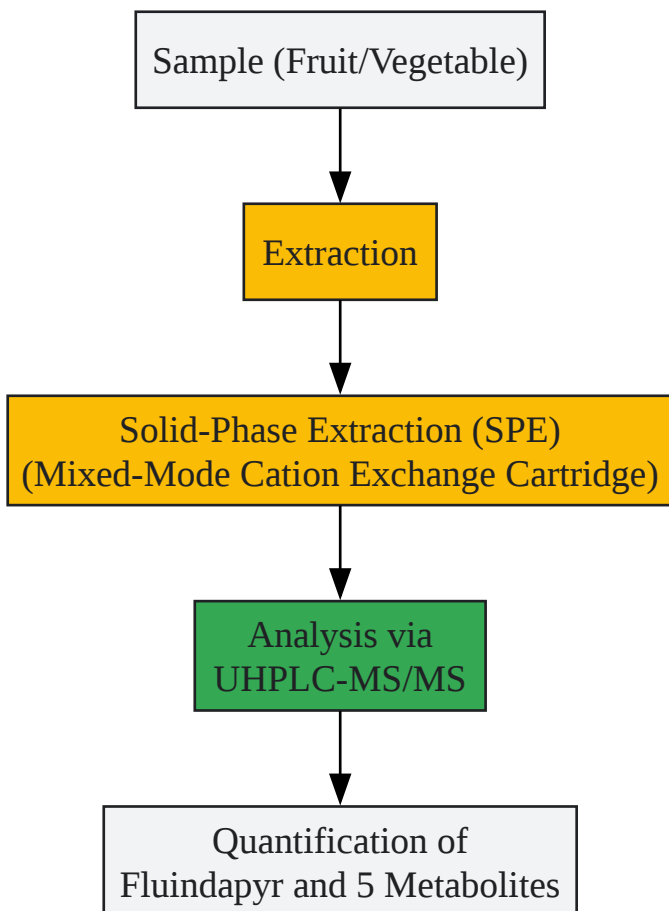 Sample (Fruit/Vegetable)
Extraction
Solid-Phase Extraction (SPE)
(Mixed-Mode Cation Exchange Cartridge)
Analysis via
UHPLC-MS/MS
Quantification of
Fluindapyr and 5 Metabolites